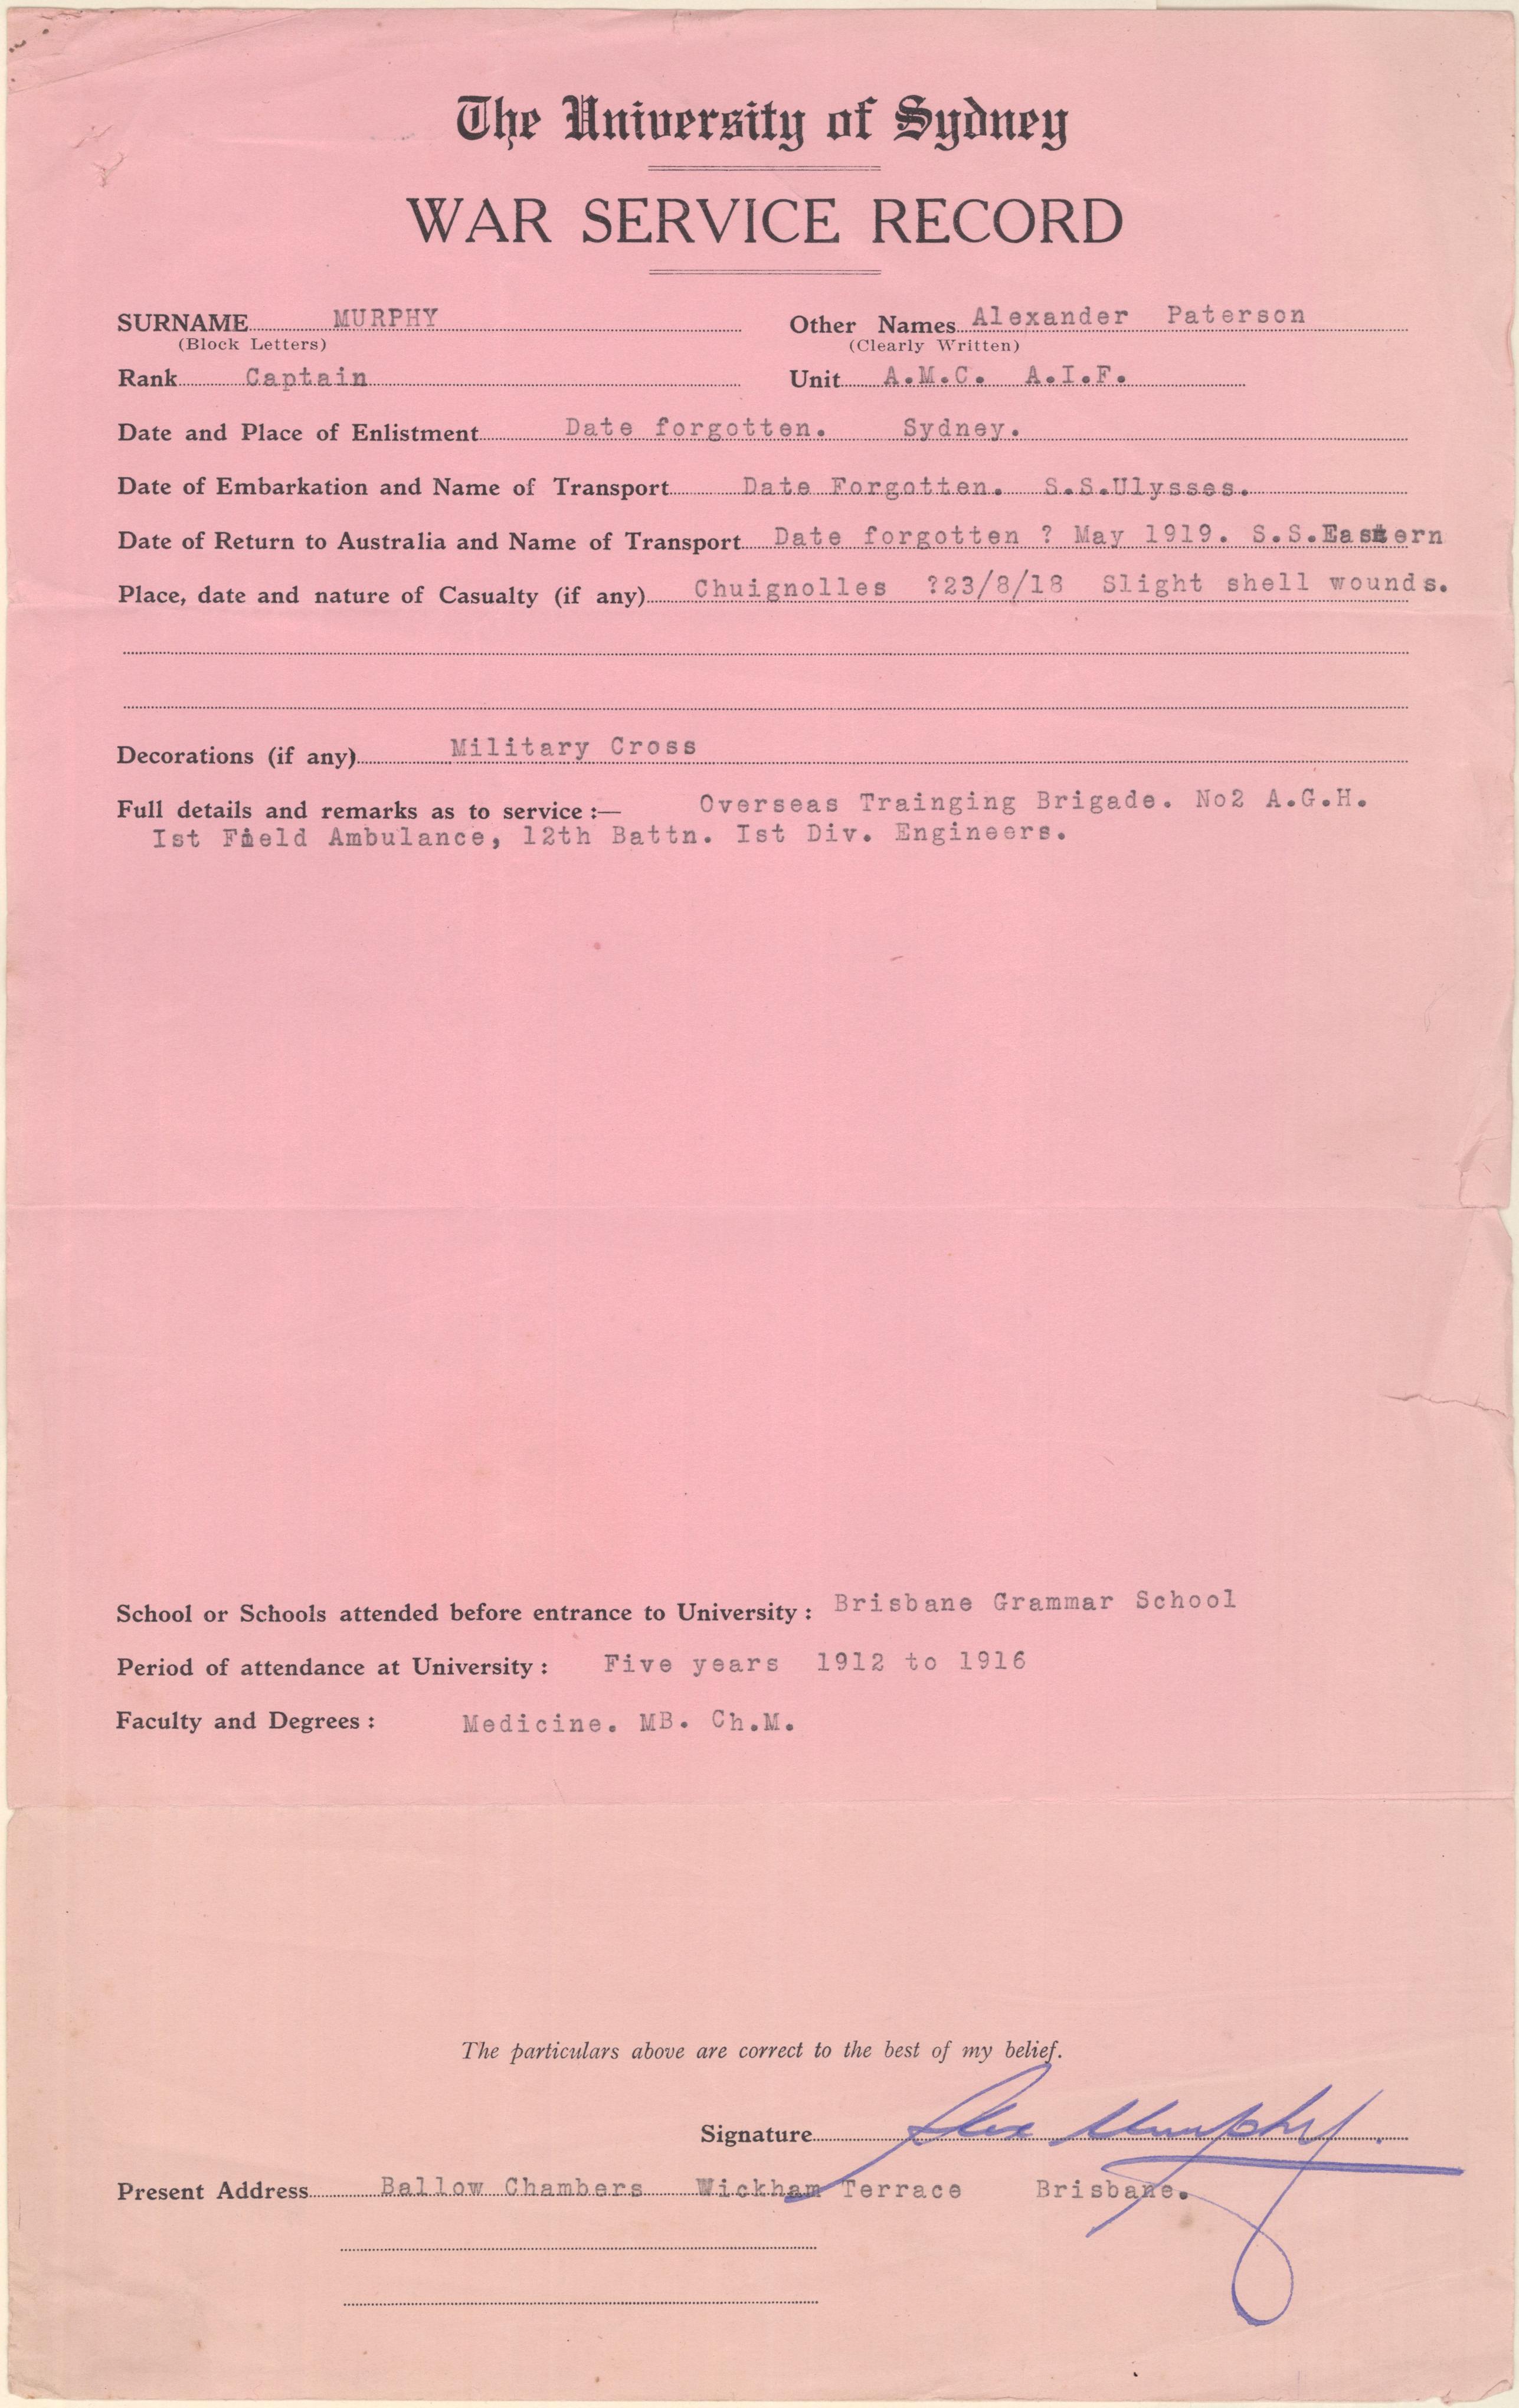 The University of Sydney
WAR SERVICE RECORD
SURNAME MURPHY Other Names Alexander Paterson
(Block Letters) (Clearly Written)
Rank Captain Unit A.M.C. A.I.F.
Date and Place of Enlistment Date forgotten. Sydney.
Date of Embarkation and Name of Transport Date Forgotten. S.S.Ulysses.
Date of Return to Australia and Name of Transport Date forgotten ? May 1919. S.S.Eastern
Place, date and nature of Casualty (if any) Chuignolles ?23/8/18 Slight shell wounds.
Decorations (if any) Military Cross
Full details and remarks as to service :— Overseas Trainging Brigade. No2 A.G.H.
Ist Field Ambulance, 12th Battn. Ist Div. Engineers.
School or Schools attended before entrance to University : Brisbane Grammar School
Period of attendance at University : Five years 1912 to 1916
Faculty and Degrees : Medicine. MB. Ch.M.
The particulars above are correct to the best of my belief.
Signature Alex Murphy.
Present Address Ballow Chambers Wickham Terrace Brisbane.